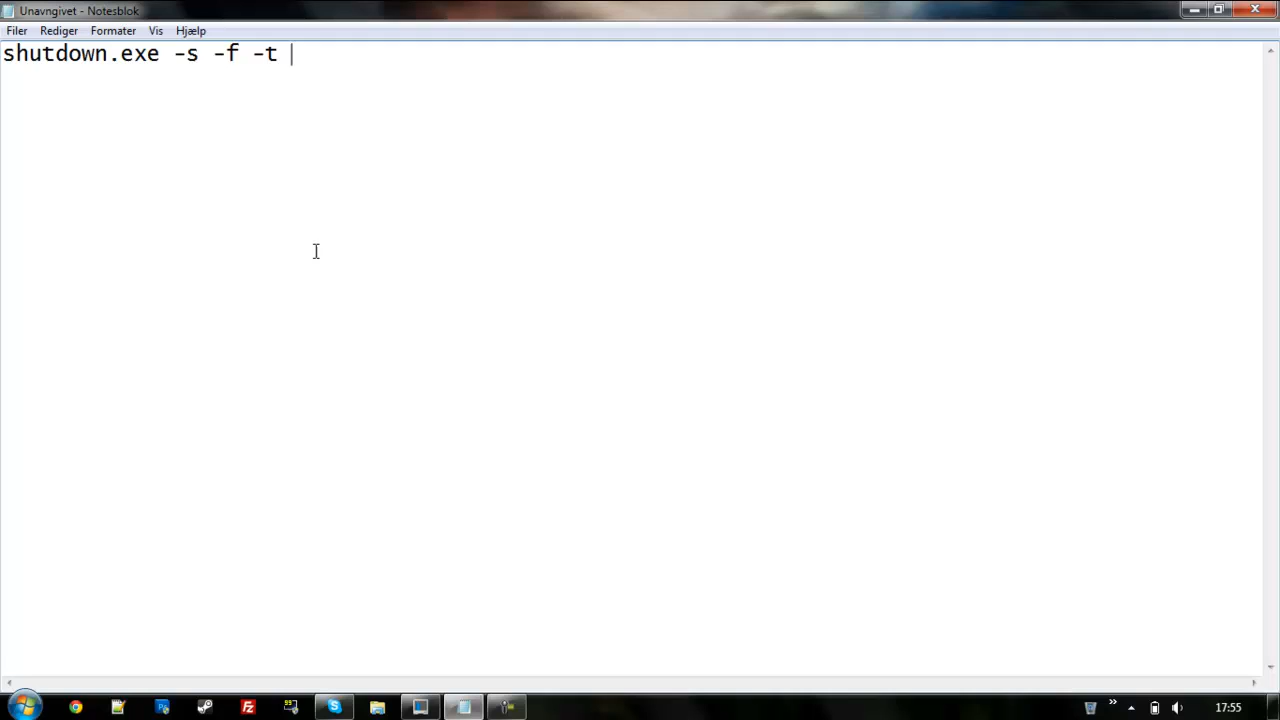 Unavngivet - Notesblok
Filer Rediger Formater Vis Hjælp
shutdown.exe -s -f -t
17:55